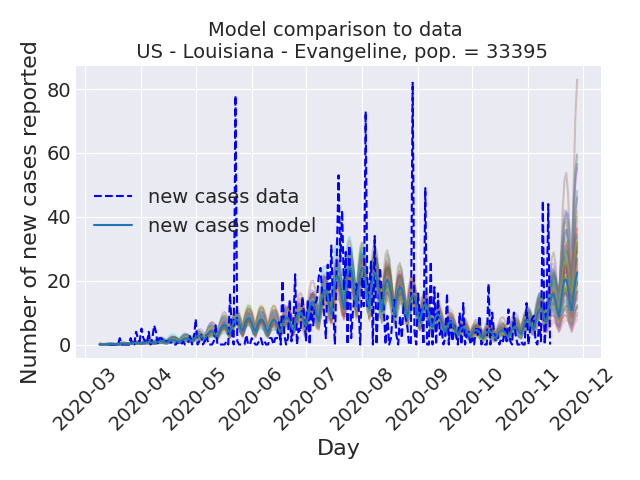 Model comparison to data
US - Louisiana - Evangeline, pop. = 33395
Number of new cases reported
80
60
40
20
0
new cases data
new cases model
2020-03
2020-04
2020-05
2020-06
2020-07
2020-08
2020-09
2020-10
2020-11
2020-12
Day